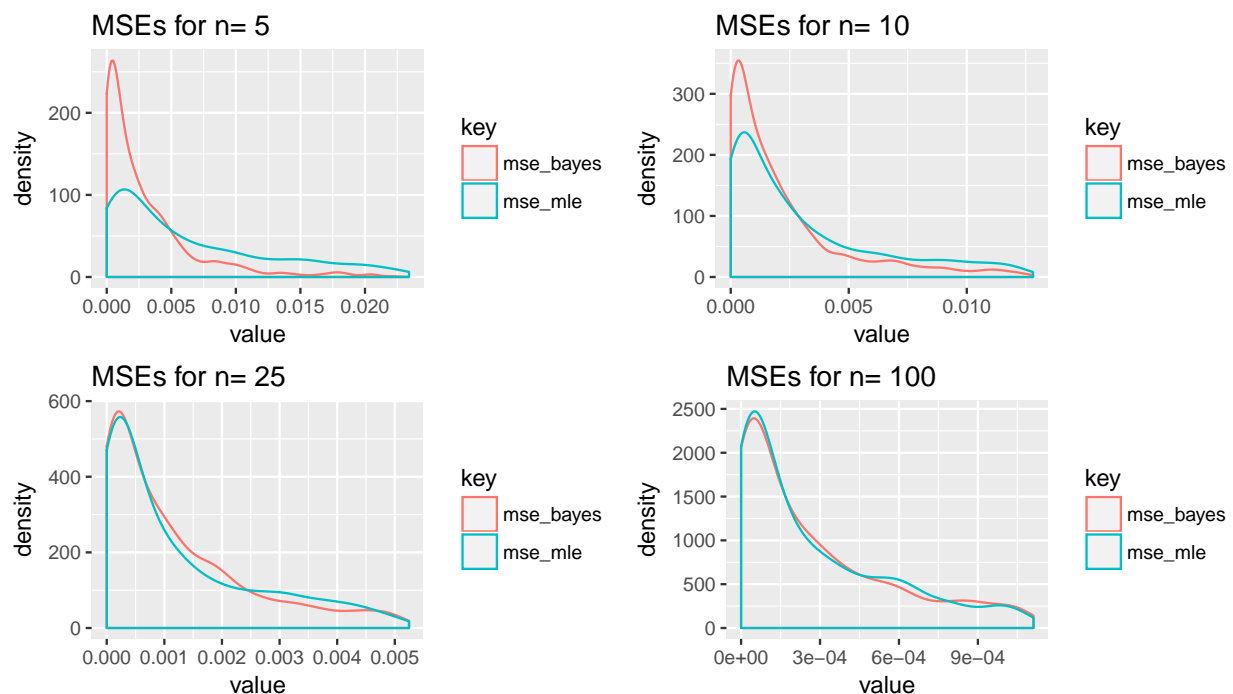 MSEs for n= 5
density
200
100
0
0.000 0.005 0.010 0.015 0.020
value
key
mse_bayes
mse_mle
MSEs for n= 10
density
300
200
100
0
0.000 0.005 0.010
value
key
mse_bayes
mse_mle
MSEs for n= 25
density
600
400
200
0
0.000 0.001 0.002 0.003 0.004 0.005
value
key
mse_bayes
mse_mle
MSEs for n= 100
density
2500
2000
1500
1000
500
0
0e+00 3e−04 6e−04 9e−04
value
key
mse_bayes
mse_mle